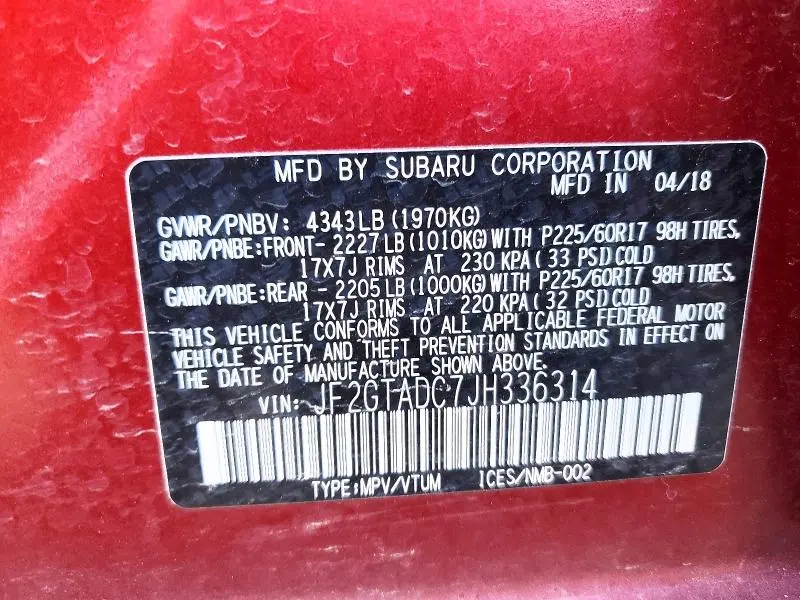 MFD BY SUBARU CORPORATION
MFD IN 04/18
GVWR/PNBV: 4343LB (1970KG)
GAWR/PNBE:FRONT- 2227LB (1010KG) WITH P225/60R17 98H TIRES,
17X7J RIMS AT 230 KPA ( 33 PSI) COLD
GAWR/PNBE:REAR - 2205LB (1000KG) WITH P225/60R17 98H TIRES,
17X7J RIMS AT 220 KPA ( 32 PSI) COLD
THIS VEHICLE CONFORMS TO ALL APPLICABLE FEDERAL MOTOR
VEHICLE SAFETY AND THEFT PREVENTION STANDARDS IN EFFECT ON
THE DATE OF MANUFACTURE SHOWN ABOVE.
VIN: JF2GTADC7JH336314
TYPE:MPV/VTUM ICES/NMB-002